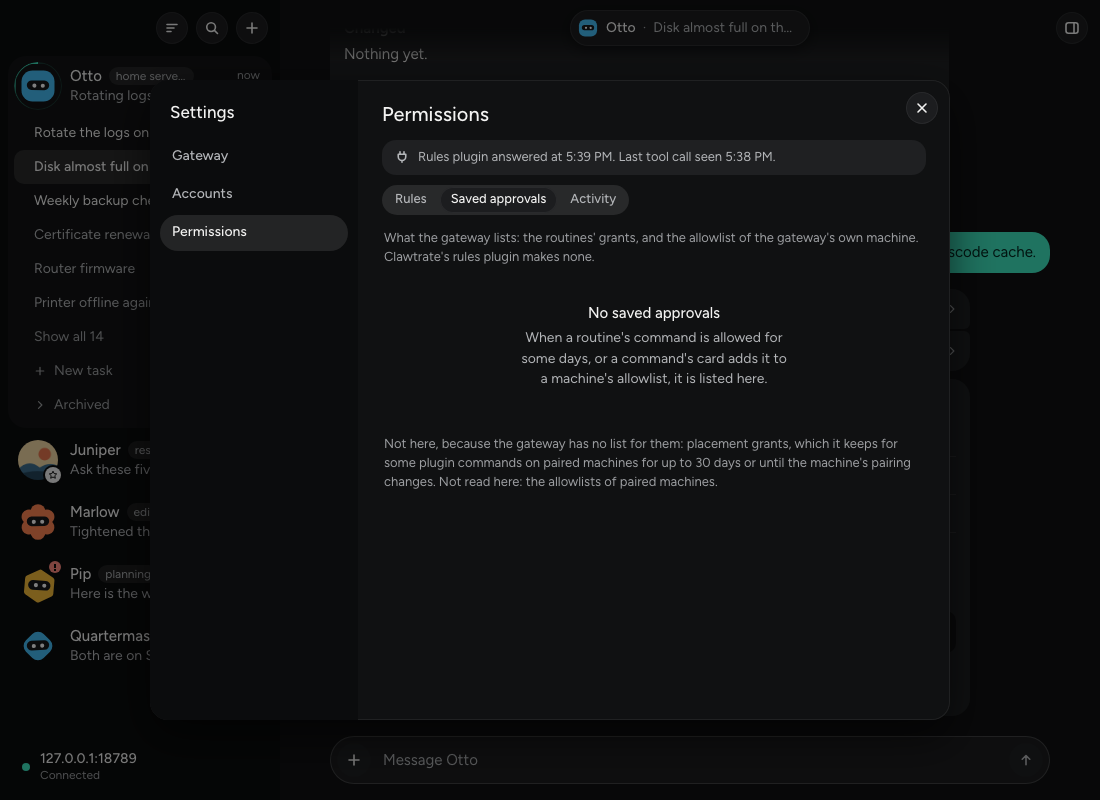 Otto · Disk almost full on th...
Nothing yet.
Otto home serve... now
Rotating logs
Rotate the logs on
Disk almost full on
Weekly backup che
Certificate renewa
Router firmware
Printer offline again
Show all 14
New task
Archived
Juniper res
Ask these five
Marlow edi
Tightened th
Pip planning
Here is the w
Quartermas
Both are on S
127.0.0.1:18789
Connected
Settings
Gateway
Accounts
Permissions
Permissions
Rules plugin answered at 5:39 PM. Last tool call seen 5:38 PM.
Rules Saved approvals Activity
What the gateway lists: the routines' grants, and the allowlist of the gateway's own machine.
Clawtrate's rules plugin makes none.
No saved approvals
When a routine's command is allowed for
some days, or a command's card adds it to
a machine's allowlist, it is listed here.
Not here, because the gateway has no list for them: placement grants, which it keeps for
some plugin commands on paired machines for up to 30 days or until the machine's pairing
changes. Not read here: the allowlists of paired machines.
scode cache.
Message Otto